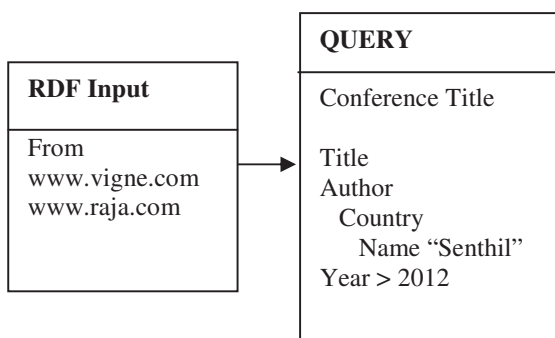 RDF Input
From
www.vigne.com
www.raja.com
QUERY
Conference Title
Title
Author
Country
Name “Senthil”
Year > 2012